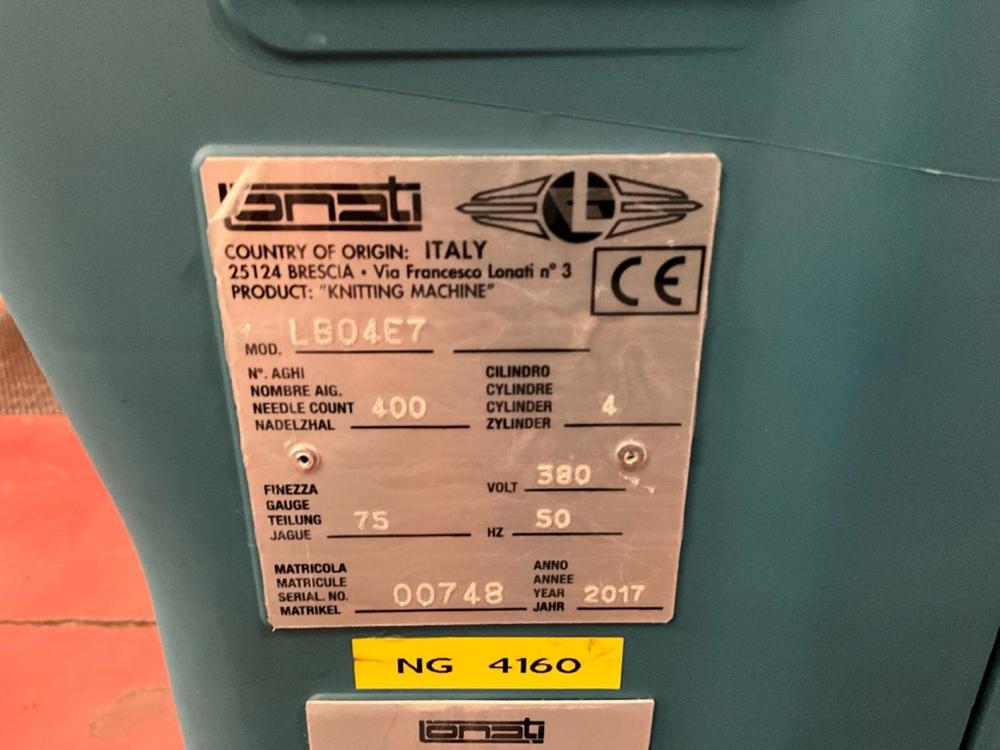 Lonati
COUNTRY OF ORIGIN: ITALY
25124 BRESCIA • Via Francesco Lonati n° 3
PRODUCT: "KNITTING MACHINE"
CE
MOD. LB04E7
N°. AGHI
NOMBRE AIG.
NEEDLE COUNT 400
NADELZHAL
CILINDRO
CYLINDRE
CYLINDER 4
ZYLINDER
FINEZZA
GAUGE
TEILUNG 75
JAGUE
VOLT 380
HZ 50
MATRICOLA
MATRICULE
SERIAL. NO. 00748
MATRIKEL
ANNO
ANNEE
YEAR 2017
JAHR
NG 4160
Lonati